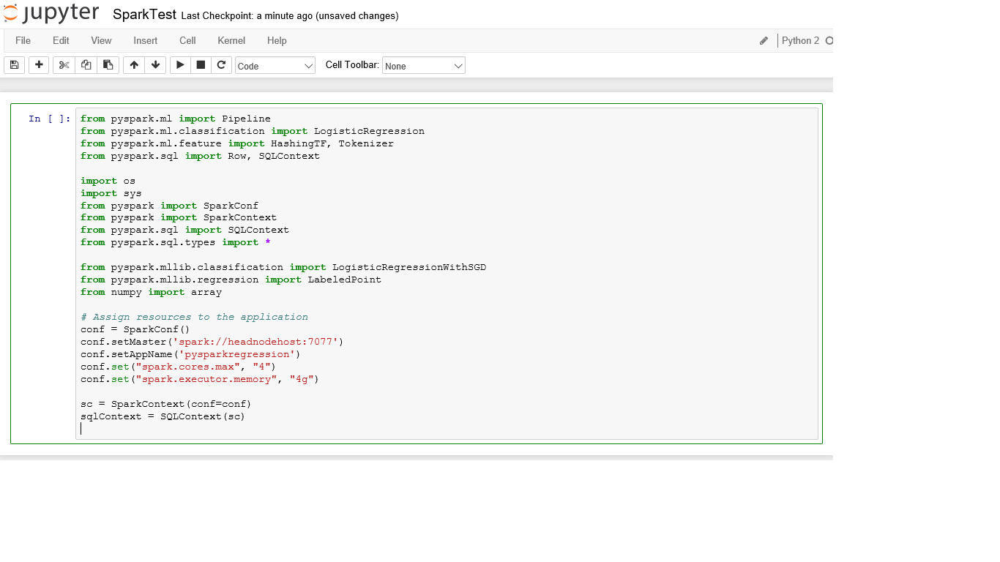 jupyter SparkTest Last Checkpoint: a minute ago (unsaved changes)
File Edit View Insert Cell Kernel Help Python 2
Code Cell Toolbar: None
In [ ]: from pyspark.ml import Pipeline
from pyspark.ml.classification import LogisticRegression
from pyspark.ml.feature import HashingTF, Tokenizer
from pyspark.sql import Row, SQLContext
import os
import sys
from pyspark import SparkConf
from pyspark import SparkContext
from pyspark.sql import SQLContext
from pyspark.sql.types import *
from pyspark.mllib.classification import LogisticRegressionWithSGD
from pyspark.mllib.regression import LabeledPoint
from numpy import array
# Assign resources to the application
conf = SparkConf()
conf.setMaster('spark://headnodehost:7077')
conf.setAppName('pysparkregression')
conf.set("spark.cores.max", "4")
conf.set("spark.executor.memory", "4g")
sc = SparkContext(conf=conf)
sqlContext = SQLContext(sc)